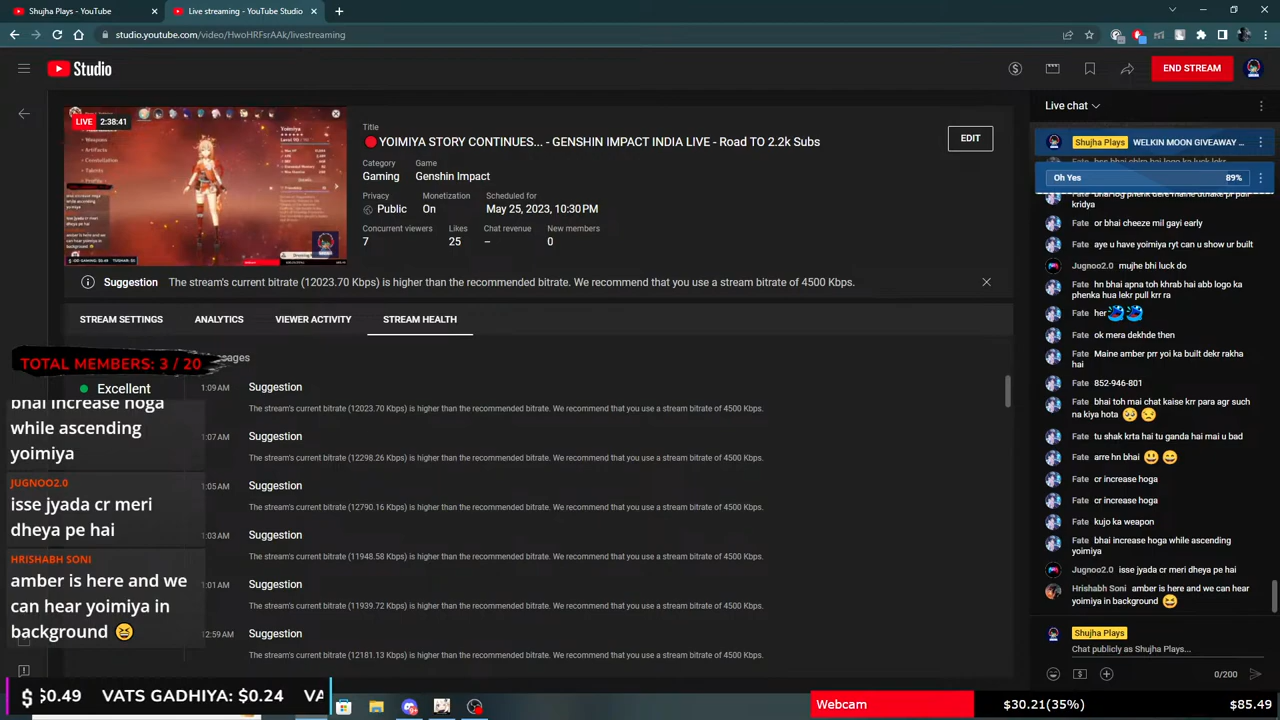 Shujha Plays - YouTube
Live streaming - YouTube Studio
studio.youtube.com/video/HwoHRFsrAAk/livestreaming
Studio
END STREAM
LIVE 2:38:41
Yoimiya
Weapons
Artifacts
Constellation
Talents
Title
🔴YOIMIYA STORY CONTINUES... - GENSHIN IMPACT INDIA LIVE - Road TO 2.2k Subs
EDIT
Category
Game
Gaming
Genshin Impact
Privacy
Monetization
Scheduled for
Public
On
May 25, 2023, 10:30 PM
Concurrent viewers
Likes
Chat revenue
New members
7
25
–
0
Suggestion The stream's current bitrate (12023.70 Kbps) is higher than the recommended bitrate. We recommend that you use a stream bitrate of 4500 Kbps.
STREAM SETTINGS
ANALYTICS
VIEWER ACTIVITY
STREAM HEALTH
TOTAL MEMBERS: 3 / 20
Excellent
bhai increase hoga
while ascending
yoimiya
JUGNOO2.0
isse jyada cr meri
dheya pe hai
HRISHABH SONI
amber is here and we
can hear yoimiya in
background 😆
1:09 AM Suggestion
The stream's current bitrate (12023.70 Kbps) is higher than the recommended bitrate. We recommend that you use a stream bitrate of 4500 Kbps.
1:07 AM Suggestion
The stream's current bitrate (12298.26 Kbps) is higher than the recommended bitrate. We recommend that you use a stream bitrate of 4500 Kbps.
1:05 AM Suggestion
The stream's current bitrate (12790.16 Kbps) is higher than the recommended bitrate. We recommend that you use a stream bitrate of 4500 Kbps.
1:03 AM Suggestion
The stream's current bitrate (11948.58 Kbps) is higher than the recommended bitrate. We recommend that you use a stream bitrate of 4500 Kbps.
1:01 AM Suggestion
The stream's current bitrate (11939.72 Kbps) is higher than the recommended bitrate. We recommend that you use a stream bitrate of 4500 Kbps.
12:59 AM Suggestion
The stream's current bitrate (12181.13 Kbps) is higher than the recommended bitrate. We recommend that you use a stream bitrate of 4500 Kbps.
Live chat
Shujha Plays WELKIN MOON GIVEAWAY ...
Oh Yes 89%
kridya
Fate or bhai cheeze mil gayi early
Fate aye u have yoimiya ryt can u show ur built
Jugnoo2.0 mujhe bhi luck do
Fate hn bhai apna toh khrab hai abb logo ka
phenka hua lekr pull krr ra
Fate her
Fate ok mera dekhde then
Fate Maine amber prr yoi ka built dekr rakha
hai
Fate 852-946-801
Fate bhai toh mai chat kaise krr para agr such
na kiya hota 🥺 😒
Fate tu shak krta hai tu ganda hai mai u bad
Fate arre hn bhai 😃 😄
Fate cr increase hoga
Fate cr increase hoga
Fate kujo ka weapon
Fate bhai increase hoga while ascending
yoimiya
Jugnoo2.0 isse jyada cr meri dheya pe hai
Hrishabh Soni amber is here and we can hear
yoimiya in background 😆
Shujha Plays
Chat publicly as Shujha Plays...
0/200
$ $0.49 VATS GADHIYA: $0.24
Webcam
$30.21(35%)
$85.49